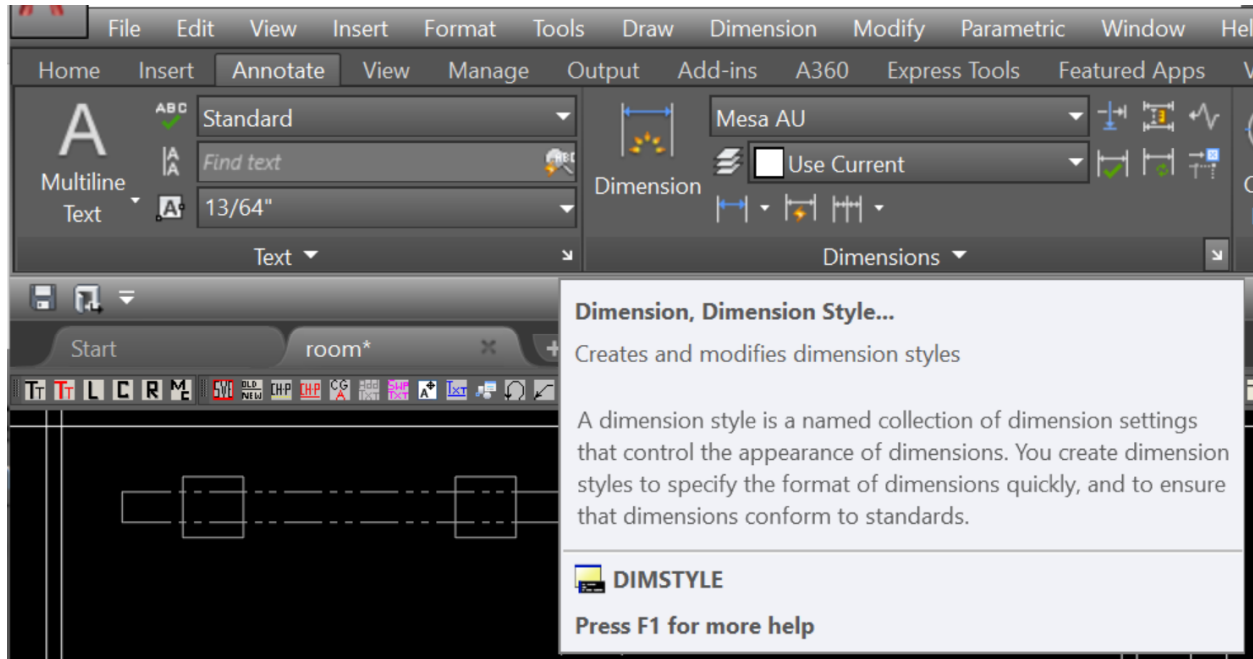 File Edit View Insert Format Tools Draw Dimension Modify Parametric Window Hel
Home Insert Annotate View Manage Output Add-ins A360 Express Tools Featured Apps V
A ABC Standard Mesa AU
Multiline Text
Find text
13/64"
Dimension
Use Current
Text
Dimensions
Start room*
Dimension, Dimension Style...
Creates and modifies dimension styles
A dimension style is a named collection of dimension settings
that control the appearance of dimensions. You create dimension
styles to specify the format of dimensions quickly, and to ensure
that dimensions conform to standards.
DIMSTYLE
Press F1 for more help